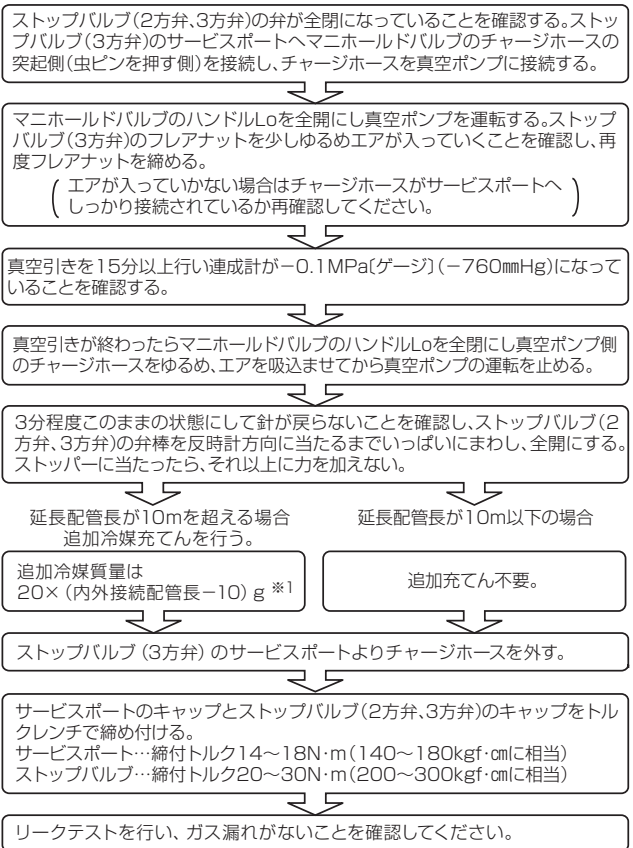 ストップバルブ(2方弁、3方弁)の弁が全閉になっていることを確認する。ストッ
プバルブ(3方弁)のサービスポートへマニホールドバルブのチャージホースの
突起側(虫ピンを押す側)を接続し、チャージホースを真空ポンプに接続する。
マニホールドバルブのハンドルLoを全開にし真空ポンプを運転する。ストップ
バルブ(3方弁)のフレアナットを少しゆるめエアが入っていくことを確認し、再
度フレアナットを締める。
(エアが入っていかない場合はチャージホースがサービスポートへ
しっかり接続されているか再確認してください。)
真空引きを15分以上行い連成計が−0.1MPa〔ゲージ〕(−760㎜Hg)になって
いることを確認する。
真空引きが終わったらマニホールドバルブのハンドルLoを全閉にし真空ポンプ側
のチャージホースをゆるめ、エアを吸込ませてから真空ポンプの運転を止める。
3分程度このままの状態にして針が戻らないことを確認し、ストップバルブ(2
方弁、3方弁)の弁棒を反時計方向に当たるまでいっぱいにまわし、全開にする。
ストッパーに当たったら、それ以上に力を加えない。
延長配管長が10mを超える場合
追加冷媒充てんを行う。
延長配管長が10m以下の場合
追加冷媒質量は
20×(内外接続配管長−10)g ※1
追加充てん不要。
ストップバルブ(3方弁)のサービスポートよりチャージホースを外す。
サービスポートのキャップとストップバルブ(2方弁、3方弁)のキャップをトル
クレンチで締め付ける。
サービスポート…締付トルク14〜18N·m(140〜180kgf·㎝に相当)
ストップバルブ…締付トルク20〜30N·m(200〜300kgf·㎝に相当)
リークテストを行い、ガス漏れがないことを確認してください。